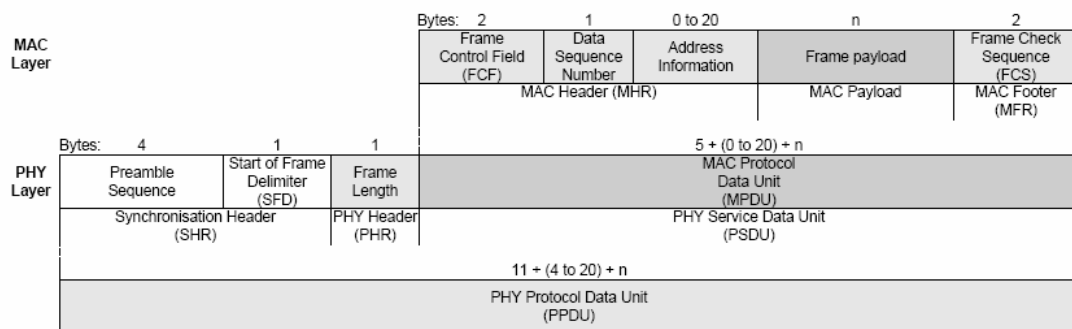 Bytes: 2 1 0 to 20 n 2
MAC
Layer
Frame
Control Field
(FCF)
Data
Sequence
Number
Address
Information
Frame payload
Frame Check
Sequence
(FCS)
MAC Header (MHR)
MAC Payload
MAC Footer
(MFR)
Bytes: 4 1 1 5 + (0 to 20) + n
PHY
Layer
Preamble
Sequence
Start of Frame
Delimiter
(SFD)
Frame
Length
MAC Protocol
Data Unit
(MPDU)
Synchronisation Header
(SHR)
PHY Header
(PHR)
PHY Service Data Unit
(PSDU)
11 + (4 to 20) + n
PHY Protocol Data Unit
(PPDU)